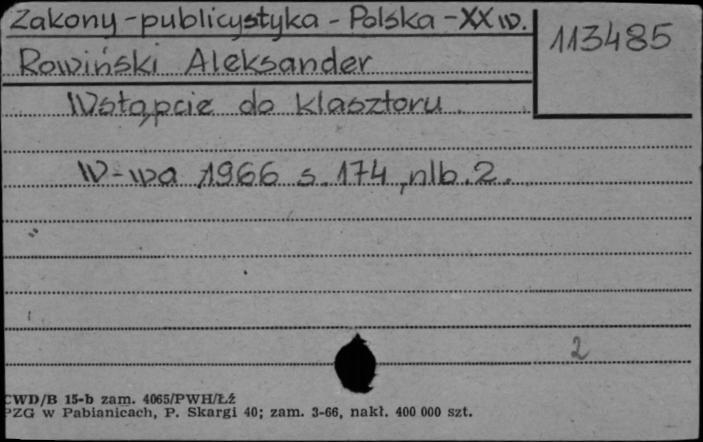 Zakony-publicystyka-Polska-XX w.
113485
Rowiński Aleksander
Wstąpcie do klasztoru.
W-wa 1966 s.174, nlb.2.
2
CWD/B 15-b zam. 4065/PWH/Łź
PZG w Pabianicach, P. Skargi 40; zam. 3-66, nakł. 400 000 szt.